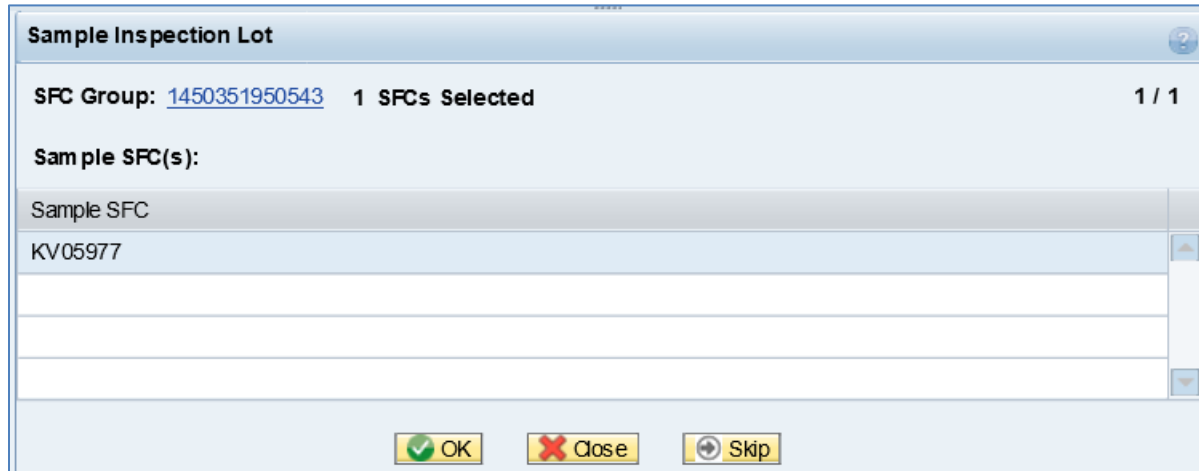 Sample Inspection Lot
?
SFC Group: 1450351950543 1 SFCs Selected 1 / 1
Sample SFC(s):
Sample SFC
KV05977
OK Close Skip